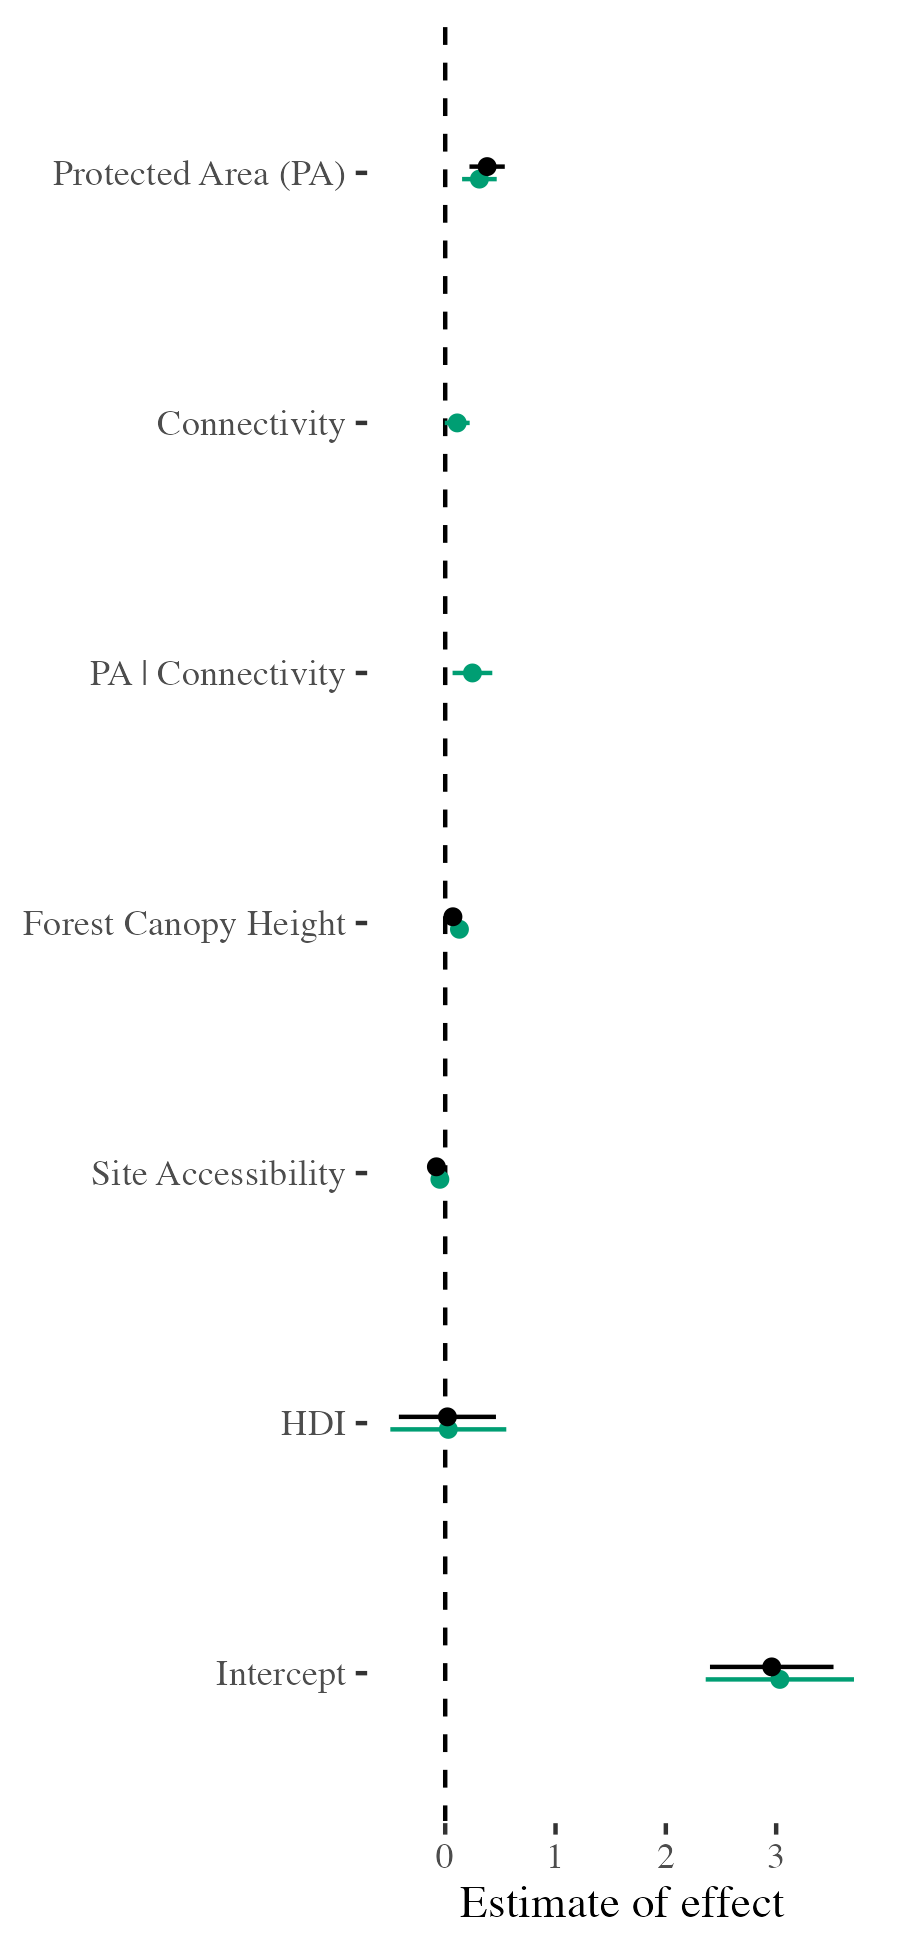 Protected Area (PA)
Connectivity
PA | Connectivity
Forest Canopy Height
Site Accessibility
HDI
Intercept
0 1 2 3
Estimate of effect